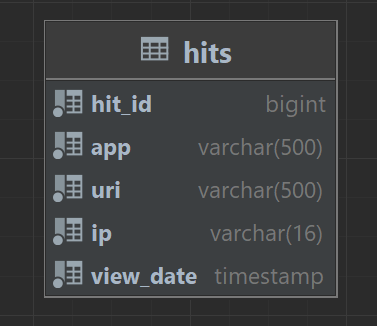 hits
hit_id bigint
app varchar(500)
uri varchar(500)
ip varchar(16)
view_date timestamp